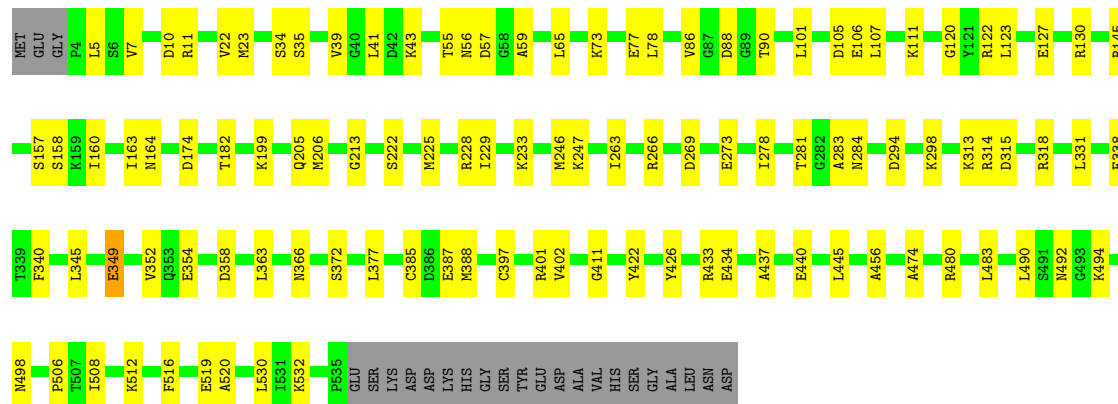 MET GLU GLY P4 L5 S6 V7 D10 R11 V22 M23 S34 S35 V39 G40 L41 D42 K43 T55 N56 D57 G58 A59 L65 K73 E77 L78 V86 G87 D88 G89 T90 L101 D105 E106 L107 K111 G120 Y121 R122 L123 E127 R130
S157 S158 K159 I160 I163 N164 D174 T182 K199 Q205 M206 G213 S222 M225 R228 I229 K233 M246 K247 I263 R266 D269 E273 I278 T281 G282 A283 N284 D294 K298 K313 R314 D315 R318 L331
T339 F340 L345 E349 V352 Q353 E354 D358 L363 N366 S372 L377 C385 D386 E387 M388 C397 R401 V402 G411 Y422 Y426 R433 E434 A437 E440 L445 A456 A474 R480 L483 L490 S491 N492 G493 K494
N498 P506 T507 I508 K512 F516 E519 A520 L530 I531 K532 P535 GLU SER LYS ASP ASP LYS HIS GLY SER TYR GLU ASP ALA VAL HIS SER GLY ALA LEU ASN ASP